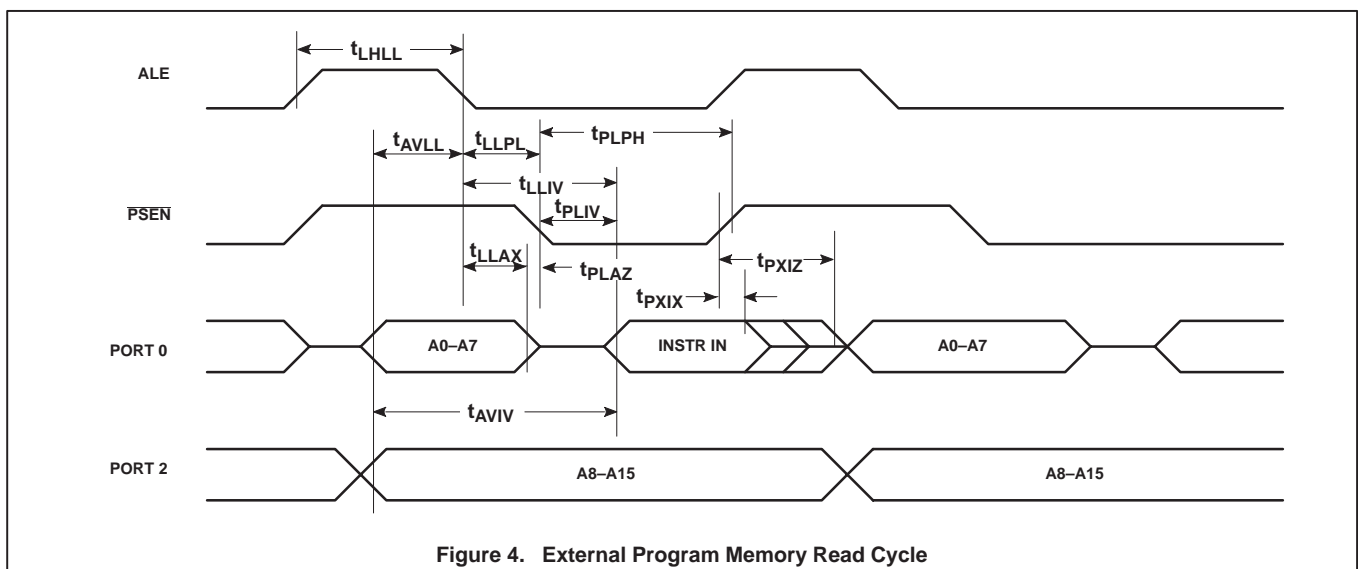 tLHLL
ALE
tAVLL tLLPL tPLPH
tLLIV
PSEN
tPLIV
tLLAX
tPLAZ
tPXIZ
tPXIX
PORT 0
A0–A7
INSTR IN
A0–A7
tAVIV
PORT 2
A8–A15
A8–A15
Figure 4. External Program Memory Read Cycle